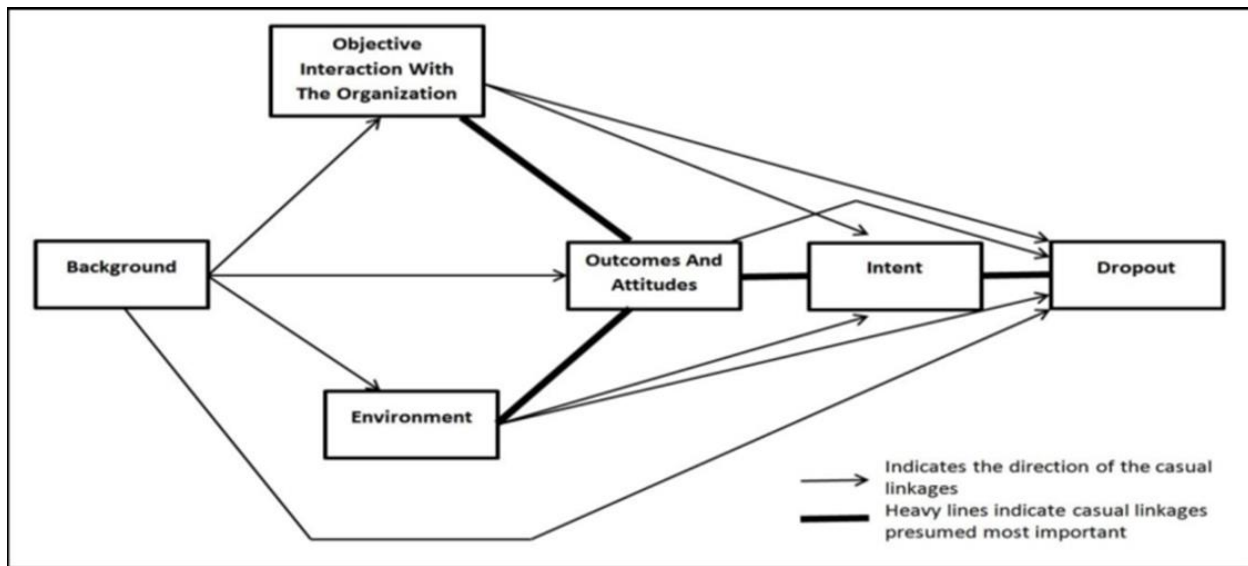 Objective
Interaction With
The Organization
Background
Outcomes And
Attitudes
Intent
Dropout
Environment
Indicates the direction of the casual
linkages
Heavy lines indicate casual linkages
presumed most important